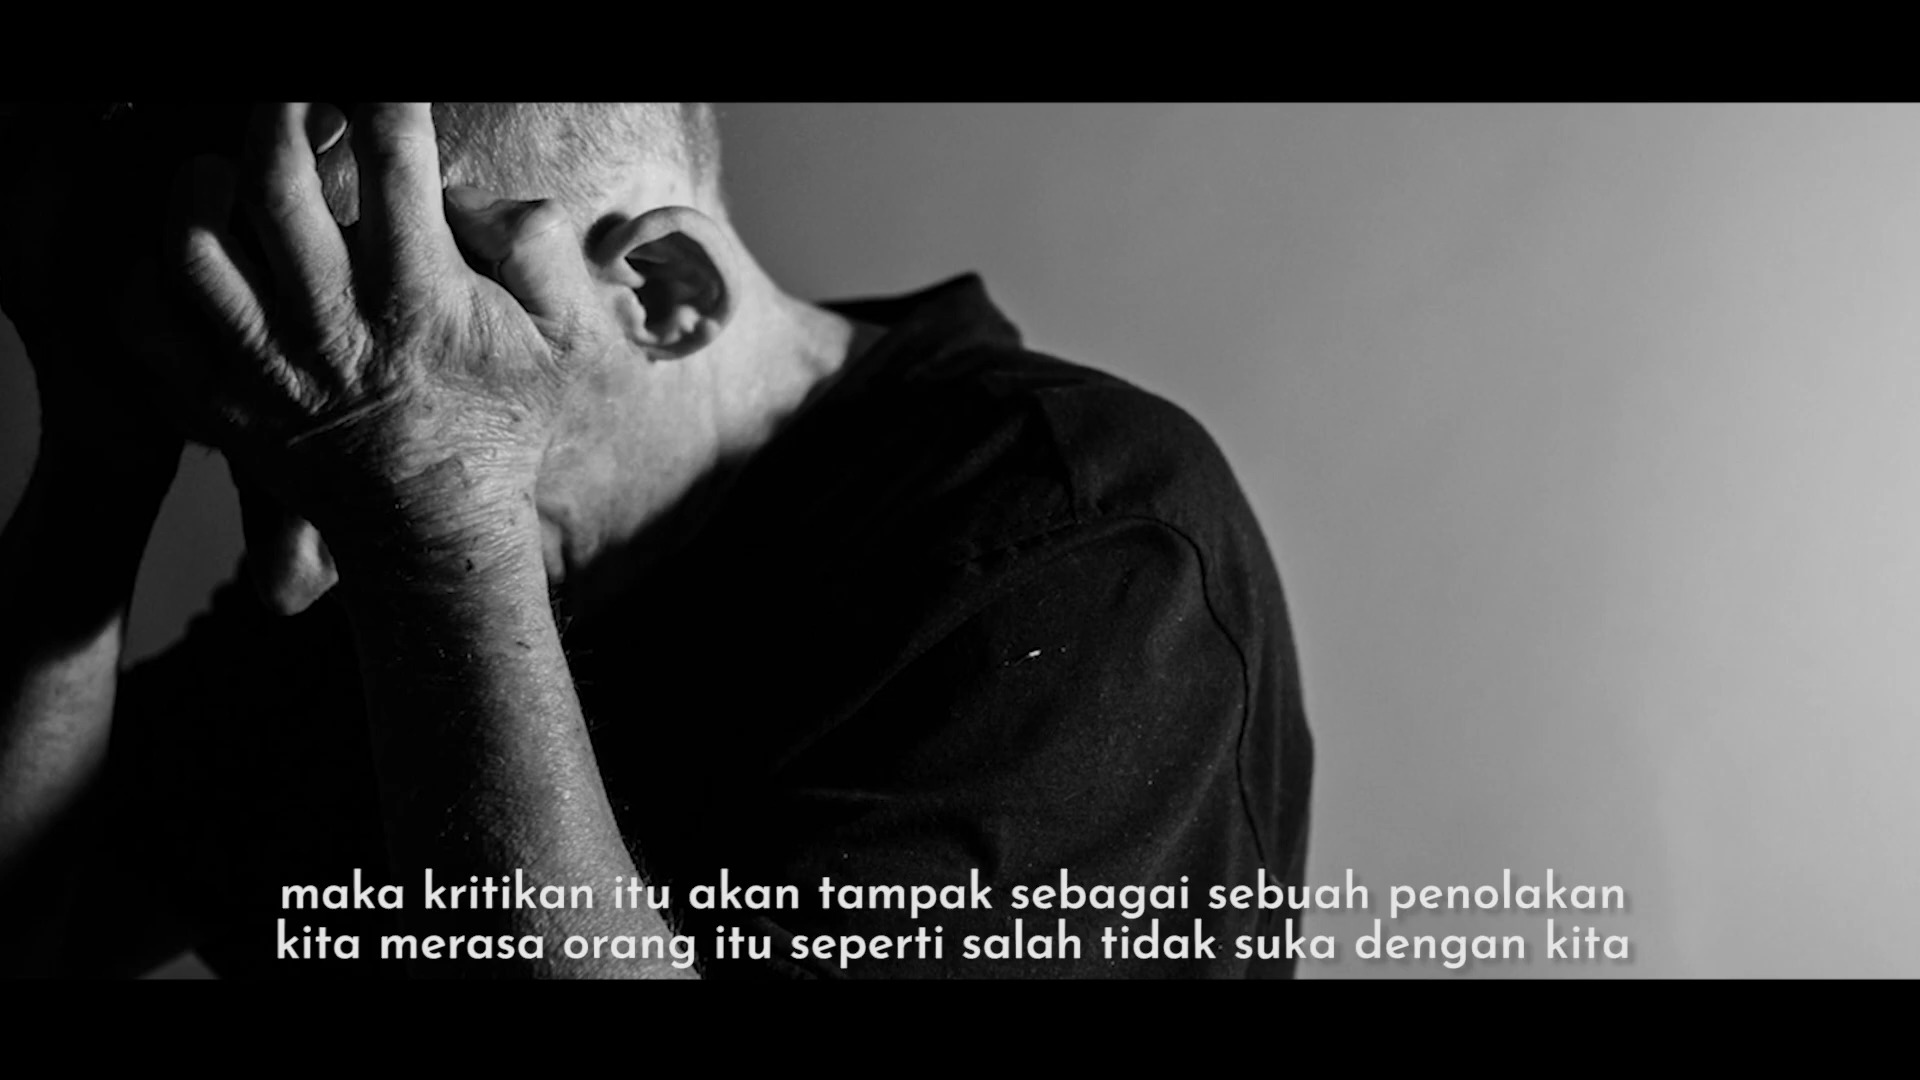 maka kritikan itu akan tampak sebagai sebuah penolakan
kita merasa orang itu seperti salah tidak suka dengan kita